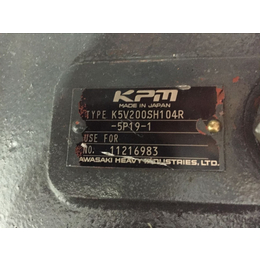 KPM
MADE IN JAPAN
TYPE K5V200SH104R
-5P19-1
USE FOR
NO. 11216983
KAWASAKI HEAVY INDUSTRIES, LTD.